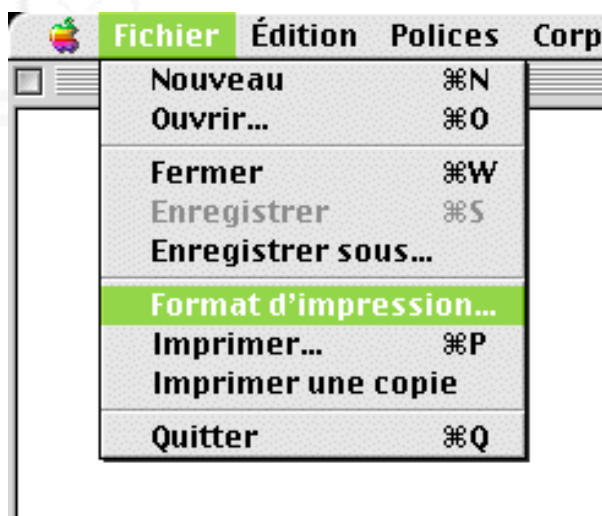 Fichier Édition Polices Corp
Nouveau ⌘N
Ouvrir... ⌘O
Fermer ⌘W
Enregistrer ⌘S
Enregistrer sous...
Format d'impression...
Imprimer... ⌘P
Imprimer une copie
Quitter ⌘Q